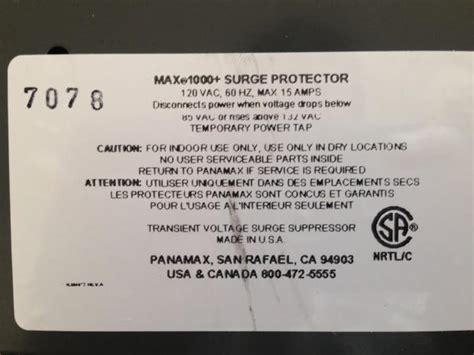 MAX®1000+ SURGE PROTECTOR
7078
120 VAC, 60 HZ, MAX 15 AMPS
Disconnects power when voltage drops below
85 VAC or rises above 132 VAC
TEMPORARY POWER TAP
CAUTION: FOR INDOOR USE ONLY, USE ONLY IN DRY LOCATIONS
NO USER SERVICEABLE PARTS INSIDE
RETURN TO PANAMAX IF SERVICE IS REQUIRED
ATTENTION: UTILISER UNIQUEMENT DANS DES EMPLACEMENTS SECS
LES PROTECTEURS PANAMAX SONT CONCUS ET GARANTIS
POUR L'USAGE A L'INTERIEUR SEULEMENT
TRANSIENT VOLTAGE SURGE SUPPRESSOR
MADE IN U.S.A.
SA
NRTL/C
PANAMAX, SAN RAFAEL, CA 94903
USA & CANADA 800-472-5555